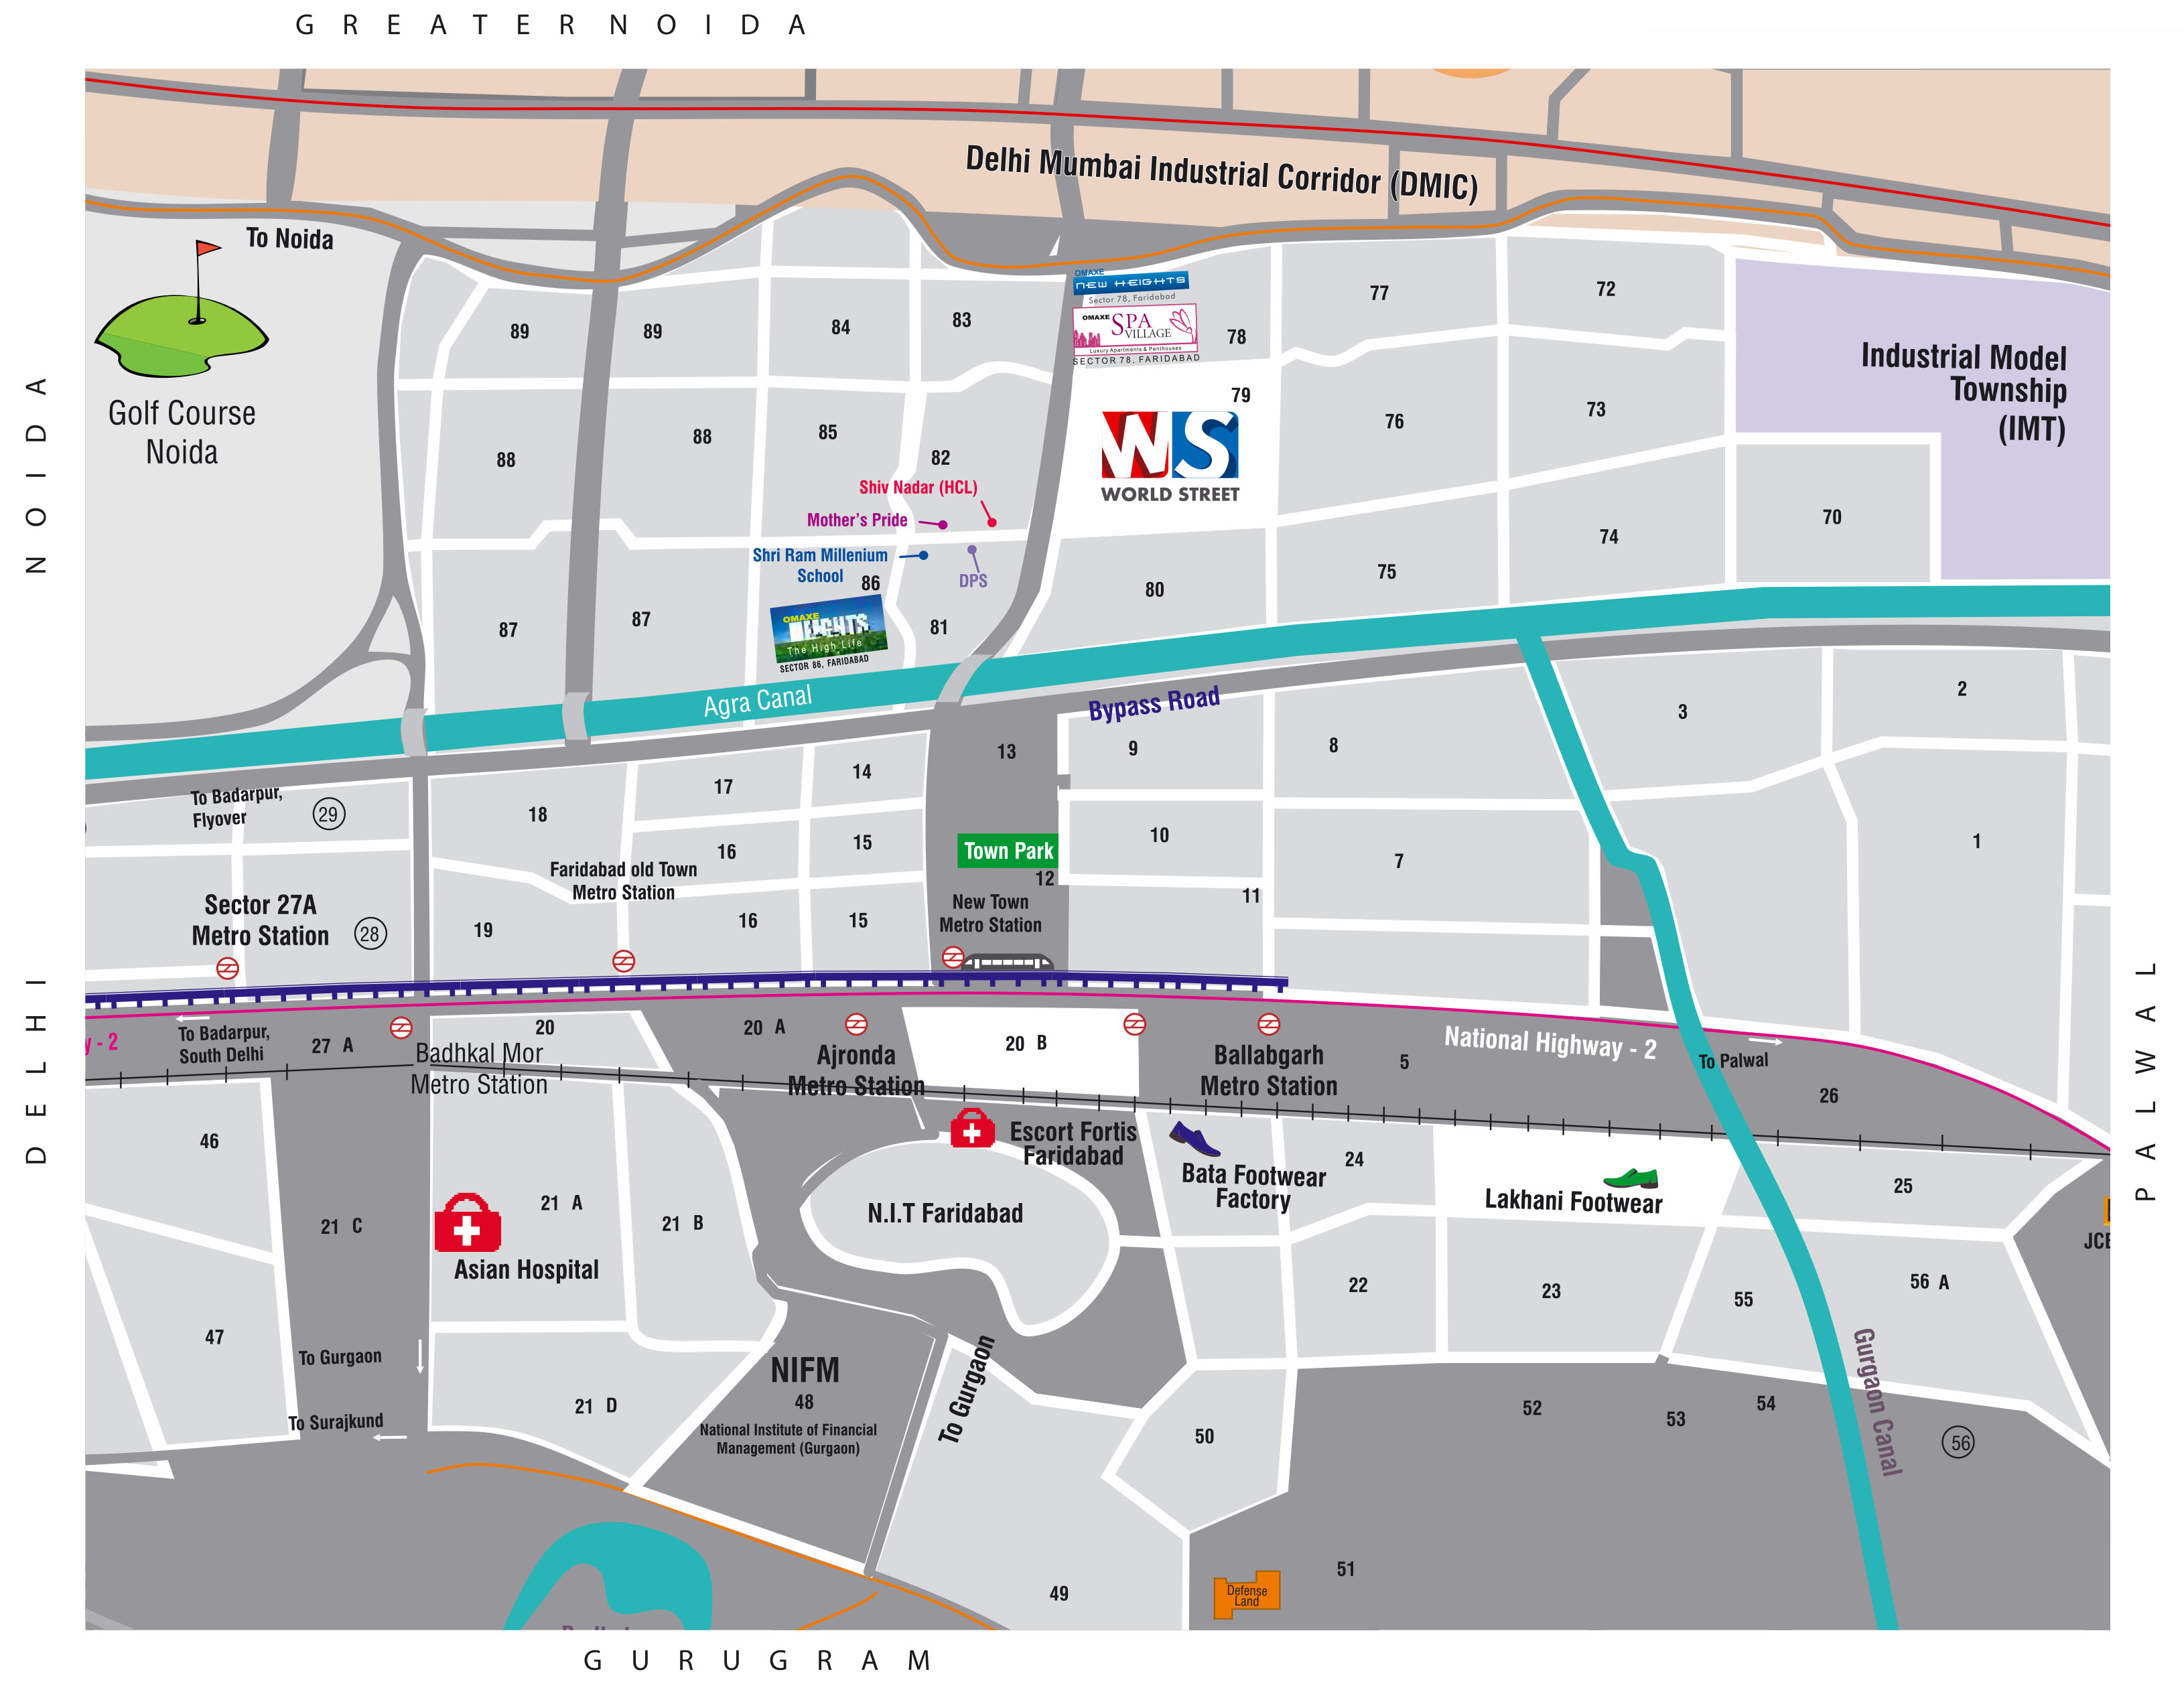 GREATER NOIDA
Delhi Mumbai Industrial Corridor (DMIC)
To Noida
Golf Course
Noida
NOIDA
OMAXE
NEW HEIGHTS
Sector 78, Faridabad
OMAXE SPA
VILLAGE
Luxury Apartments & Penthouses
SECTOR 78, FARIDABAD
89
89
84
83
78
77
72
Industrial Model
Township
(IMT)
79
WS
WORLD STREET
88
88
85
82
76
73
70
Shiv Nadar (HCL)
Mother's Pride
Shri Ram Millenium
School
DPS
86
OMAXE
HEIGHTS
The High Life
SECTOR 86, FARIDABAD
87
87
81
80
75
74
Agra Canal
Bypass Road
To Badarpur,
Flyover
29
18
17
14
13
9
8
3
2
16
15
Town Park
12
10
7
1
Faridabad old Town
Metro Station
Sector 27A
Metro Station
28
19
16
15
New Town
Metro Station
11
DELHI
PALWAL
y - 2
To Badarpur,
South Delhi
27 A
20
Badhkal Mor
Metro Station
20 A
Ajronda
Metro Station
20 B
Ballabgarh
Metro Station
5
National Highway - 2
To Palwal
26
46
21 C
21 A
Asian Hospital
21 B
Escort Fortis
Faridabad
N.I.T Faridabad
Bata Footwear
Factory
24
Lakhani Footwear
25
JCB
47
To Gurgaon
To Surajkund
21 D
NIFM
48
National Institute of Financial
Management (Gurgaon)
To Gurgaon
22
23
55
56 A
50
52
53
54
Gurgaon Canal
56
49
Defense
Land
51
GURUGRAM